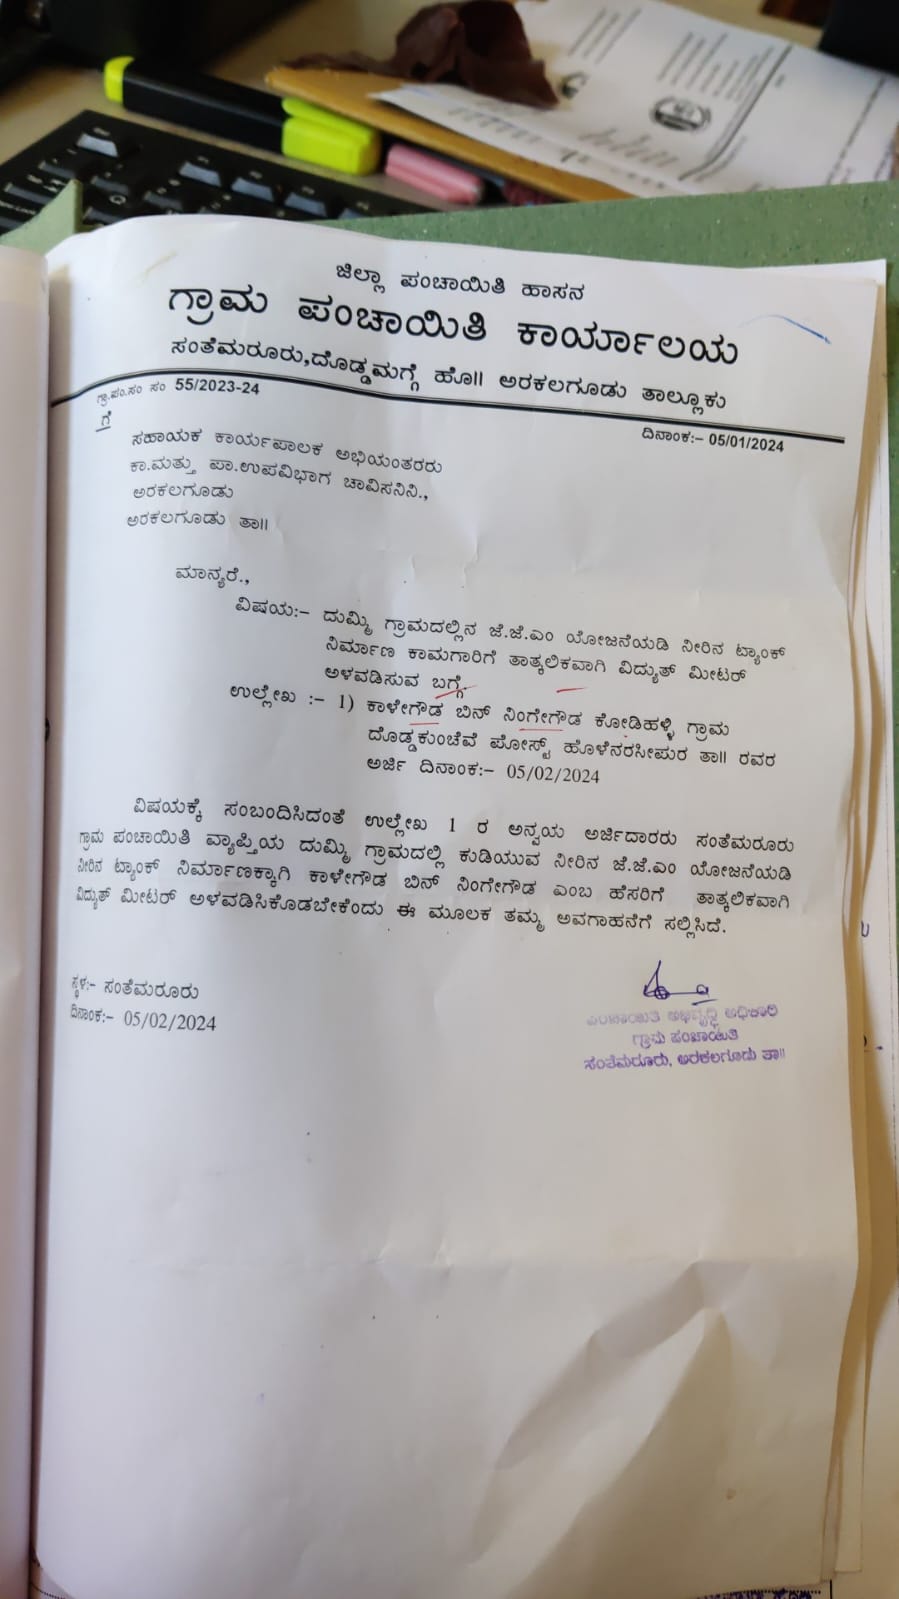 ಜಿಲ್ಲಾ ಪಂಚಾಯಿತಿ ಹಾಸನ
ಗ್ರಾಮ ಪಂಚಾಯಿತಿ ಕಾರ್ಯಾಲಯ
ಸಂತೆಮರೂರು,ದೊಡ್ಡಮಗ್ಗೆ ಹೊ॥ ಅರಕಲಗೂಡು ತಾಲ್ಲೂಕು
ಗ್ರಾ.ಪಂ.ಸಂ ಸಂ 55/2023-24
ದಿನಾಂಕ:– 05/01/2024
ಗೆ
ಸಹಾಯಕ ಕಾರ್ಯಪಾಲಕ ಅಭಿಯಂತರರು
ಕಾ.ಮತ್ತು ಪಾ.ಉಪವಿಭಾಗ ಚಾವಿಸನಿನಿ.,
ಅರಕಲಗೂಡು
ಅರಕಲಗೂಡು ತಾ॥
ಮಾನ್ಯರೆ.,
ವಿಷಯ:– ದುಮ್ಮಿ ಗ್ರಾಮದಲ್ಲಿನ ಜೆ.ಜೆ.ಎಂ ಯೋಜನೆಯಡಿ ನೀರಿನ ಟ್ಯಾಂಕ್
ನಿರ್ಮಾಣ ಕಾಮಗಾರಿಗೆ ತಾತ್ಕಲಿಕವಾಗಿ ವಿದ್ಯುತ್ ಮೀಟರ್
ಅಳವಡಿಸುವ ಬಗ್ಗೆ.
ಉಲ್ಲೇಖ :– 1) ಕಾಳೇಗೌಡ ಬಿನ್ ನಿಂಗೇಗೌಡ ಕೋಡಿಹಳ್ಳಿ ಗ್ರಾಮ
ದೊಡ್ಡಕುಂಚೆವೆ ಪೋಸ್ಟ್ ಹೊಳೆನರಸೀಪುರ ತಾ॥ ರವರ
ಅರ್ಜಿ ದಿನಾಂಕ:– 05/02/2024
ವಿಷಯಕ್ಕೆ ಸಂಬಂದಿಸಿದಂತೆ ಉಲ್ಲೇಖ 1 ರ ಅನ್ವಯ ಅರ್ಜಿದಾರರು ಸಂತೆಮರೂರು
ಗ್ರಾಮ ಪಂಚಾಯಿತಿ ವ್ಯಾಪ್ತಿಯ ದುಮ್ಮಿ ಗ್ರಾಮದಲ್ಲಿ ಕುಡಿಯುವ ನೀರಿನ ಜೆ.ಜೆ.ಎಂ ಯೋಜನೆಯಡಿ
ನೀರಿನ ಟ್ಯಾಂಕ್ ನಿರ್ಮಾಣಕ್ಕಾಗಿ ಕಾಳೇಗೌಡ ಬಿನ್ ನಿಂಗೇಗೌಡ ಎಂಬ ಹೆಸರಿಗೆ ತಾತ್ಕಲಿಕವಾಗಿ
ವಿದ್ಯುತ್ ಮೀಟರ್ ಅಳವಡಿಸಿಕೊಡಬೇಕೆಂದು ಈ ಮೂಲಕ ತಮ್ಮ ಅವಗಾಹನೆಗೆ ಸಲ್ಲಿಸಿದೆ.
ಸ್ಥಳ:– ಸಂತೆಮರೂರು
ದಿನಾಂಕ:– 05/02/2024
ಪಂಚಾಯಿತಿ ಅಭಿವೃದ್ಧಿ ಅಧಿಕಾರಿ
ಗ್ರಾಮ ಪಂಚಾಯಿತಿ
ಸಂತೆಮರೂರು, ಅರಕಲಗೂಡು ತಾ॥